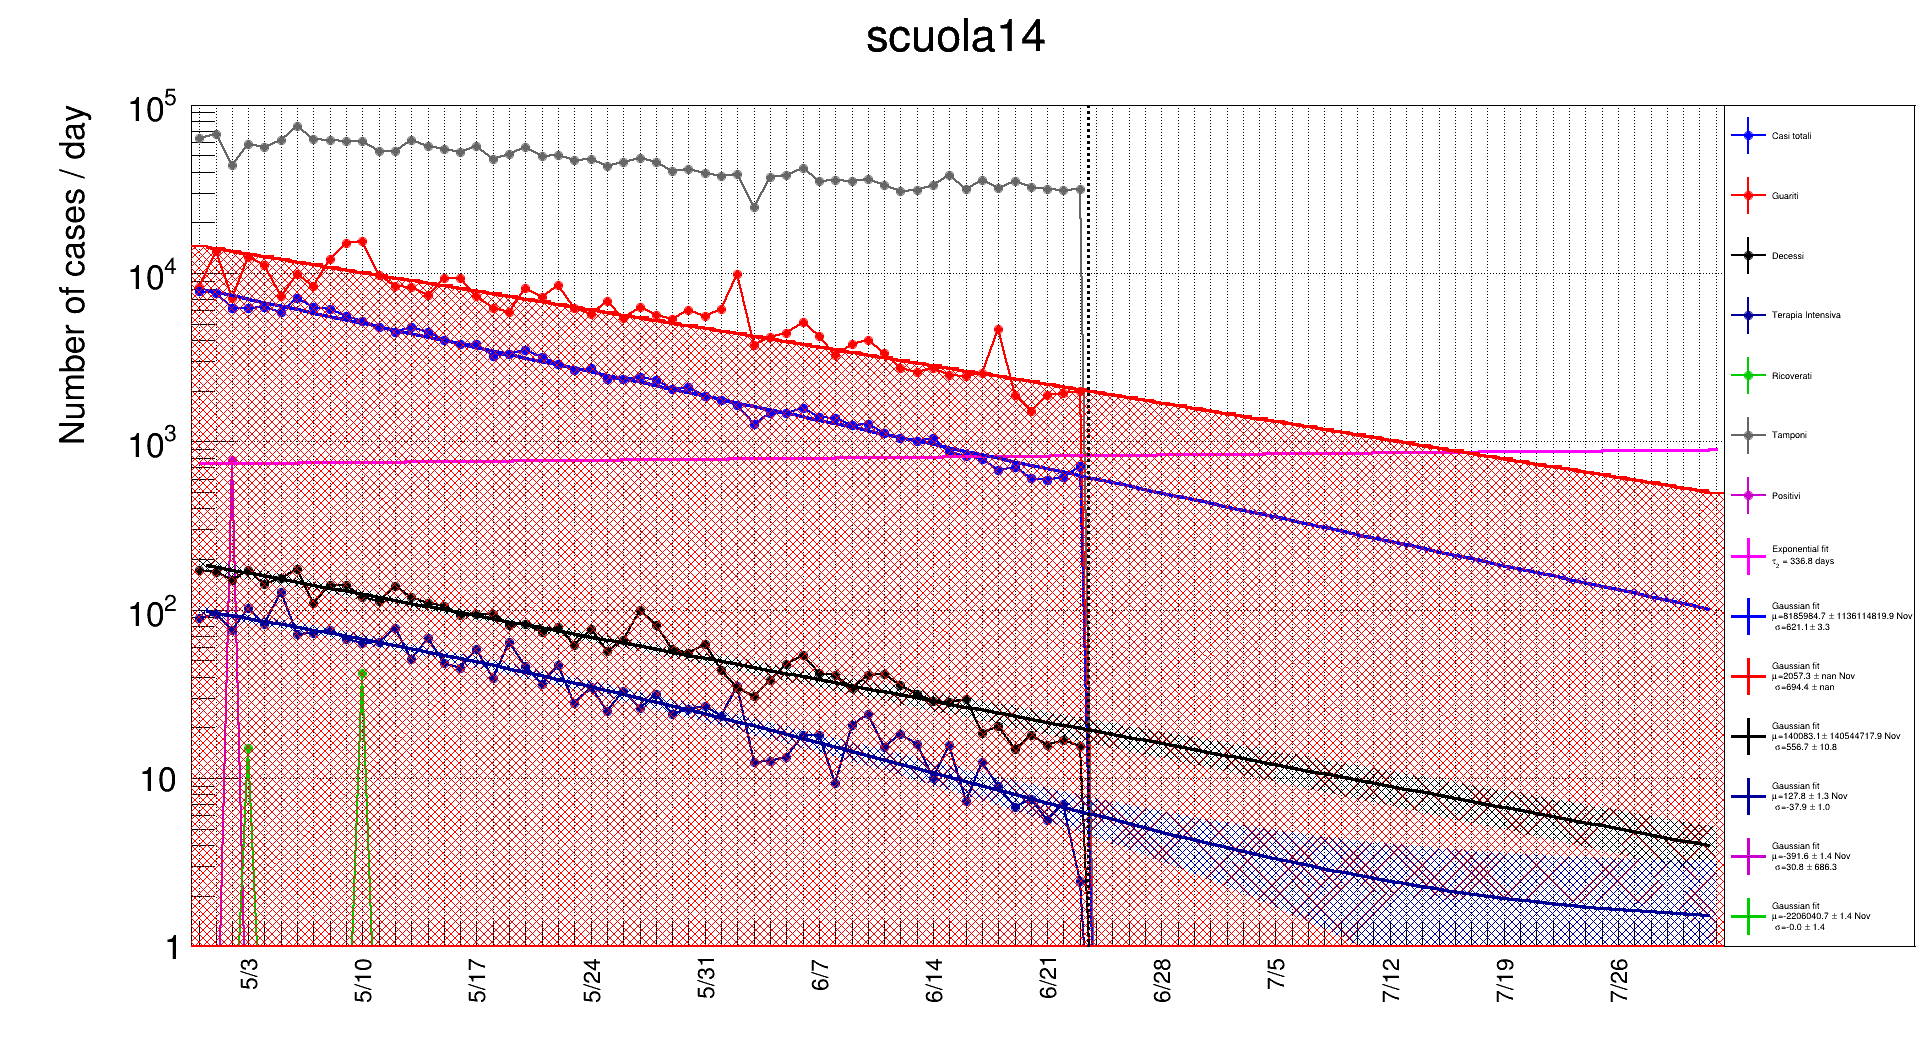 scuola14
Number of cases / day
10^5
10^4
10^3
10^2
10
1
5/3
5/10
5/17
5/24
5/31
6/7
6/14
6/21
6/28
7/5
7/12
7/19
7/26
Casi totali
Guariti
Decessi
Terapia Intensiva
Ricoverati
Tamponi
Positivi
Exponential fit
τ_2 = 336.8 days
Gaussian fit
μ=8185984.7 ± 1136114819.9 Nov
σ=621.1 ± 3.3
Gaussian fit
μ=2057.3 ± nan Nov
σ=694.4 ± nan
Gaussian fit
μ=140083.1 ± 140544717.9 Nov
σ=556.7 ± 10.8
Gaussian fit
μ=127.8 ± 1.3 Nov
σ=-37.9 ± 1.0
Gaussian fit
μ=-391.6 ± 1.4 Nov
σ=30.8 ± 686.3
Gaussian fit
μ=-2206040.7 ± 1.4 Nov
σ=-0.0 ± 1.4